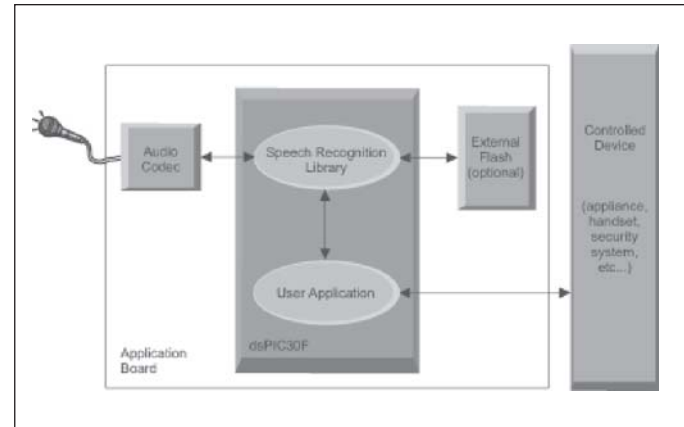 Audio
Codec
Speech Recognition
Library
External
Flash
(optional)
Controlled
Device
(appliance,
handset,
security
system,
etc...)
User Application
dsPIC30F
Application
Board